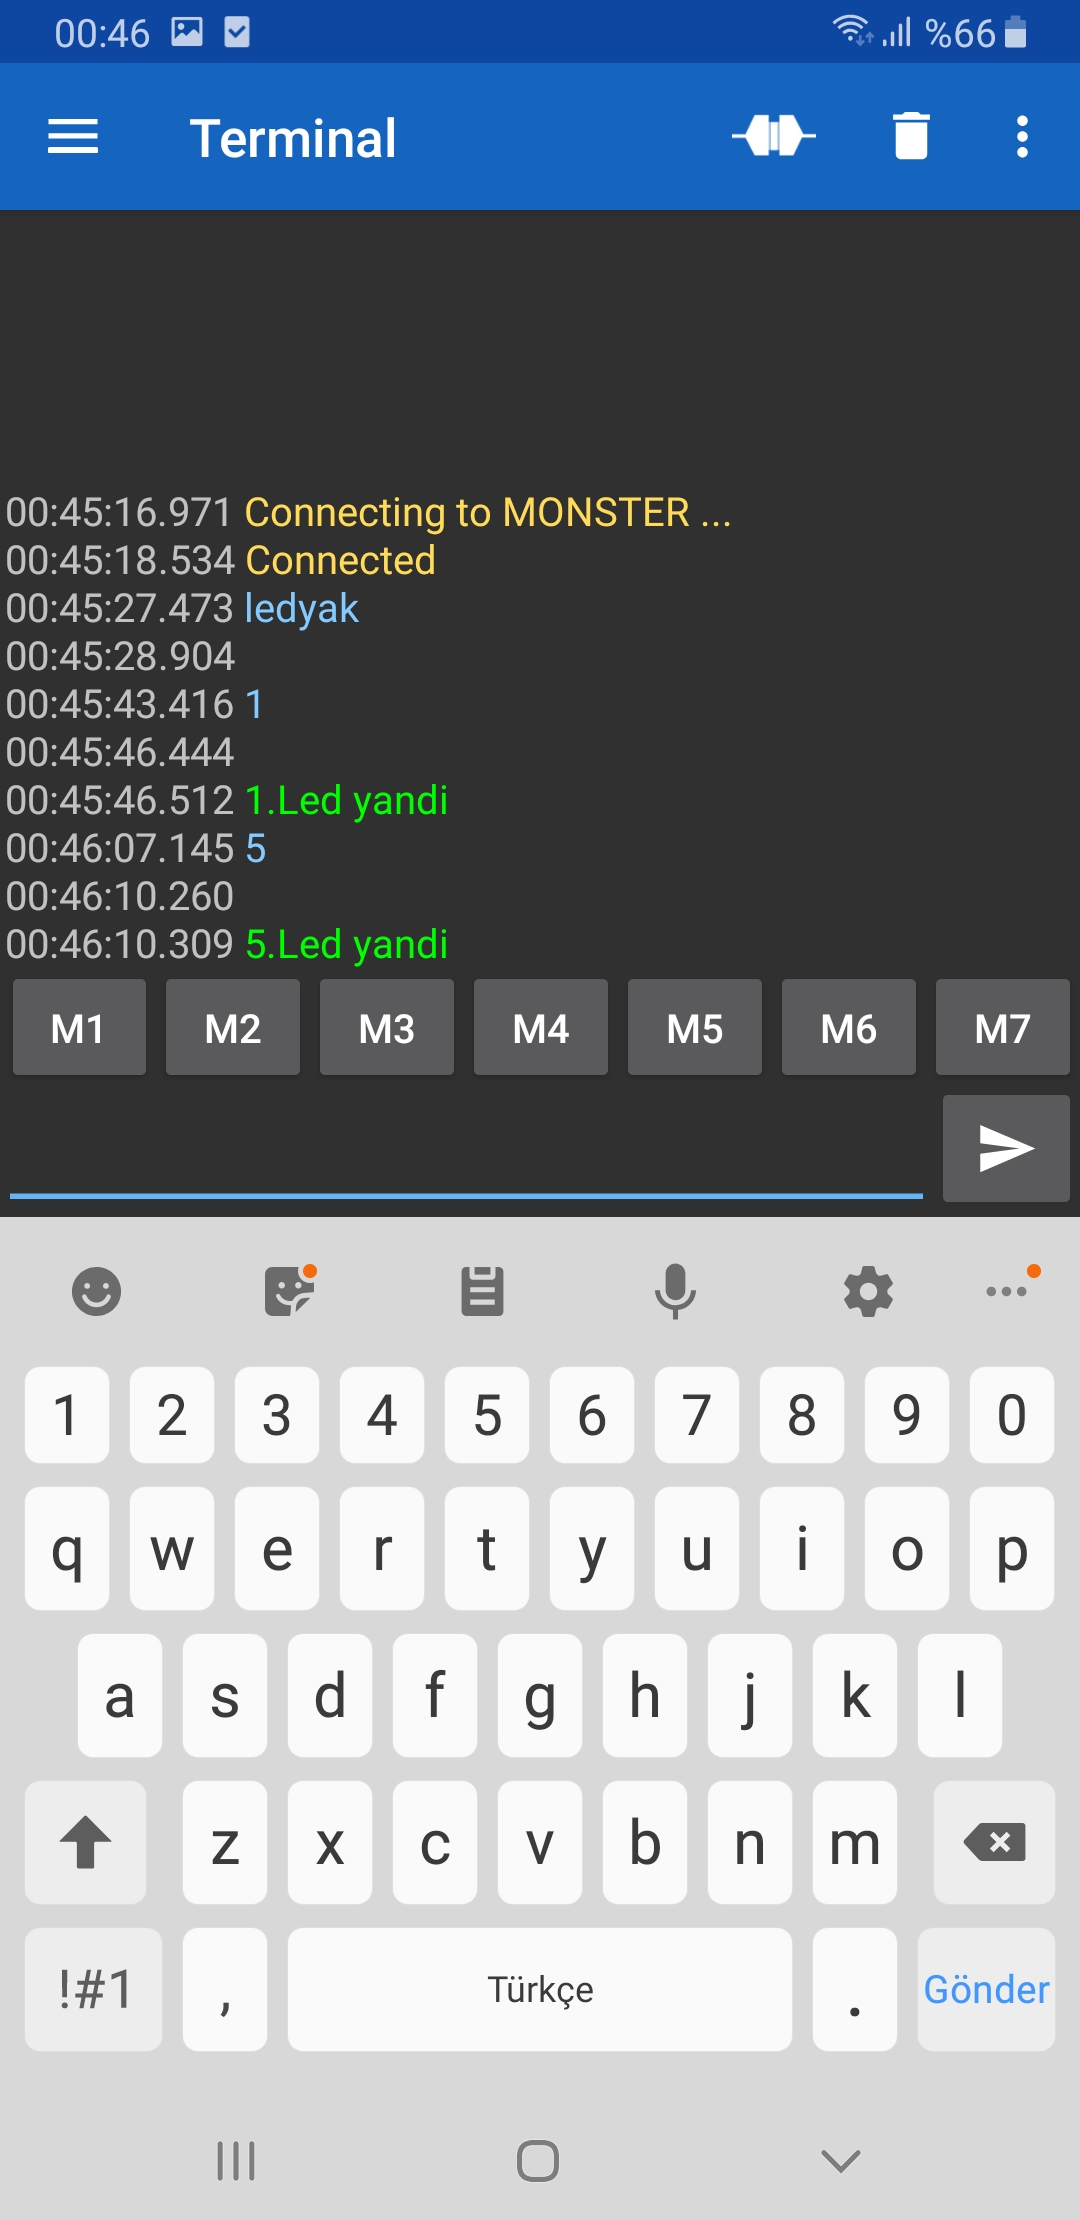 00:46 %66
Terminal
00:45:16.971 Connecting to MONSTER ...
00:45:18.534 Connected
00:45:27.473 ledyak
00:45:28.904
00:45:43.416 1
00:45:46.444
00:45:46.512 1.Led yandi
00:46:07.145 5
00:46:10.260
00:46:10.309 5.Led yandi
M1 M2 M3 M4 M5 M6 M7
1 2 3 4 5 6 7 8 9 0
q w e r t y u i o p
a s d f g h j k l
z x c v b n m
!#1 , Türkçe . Gönder